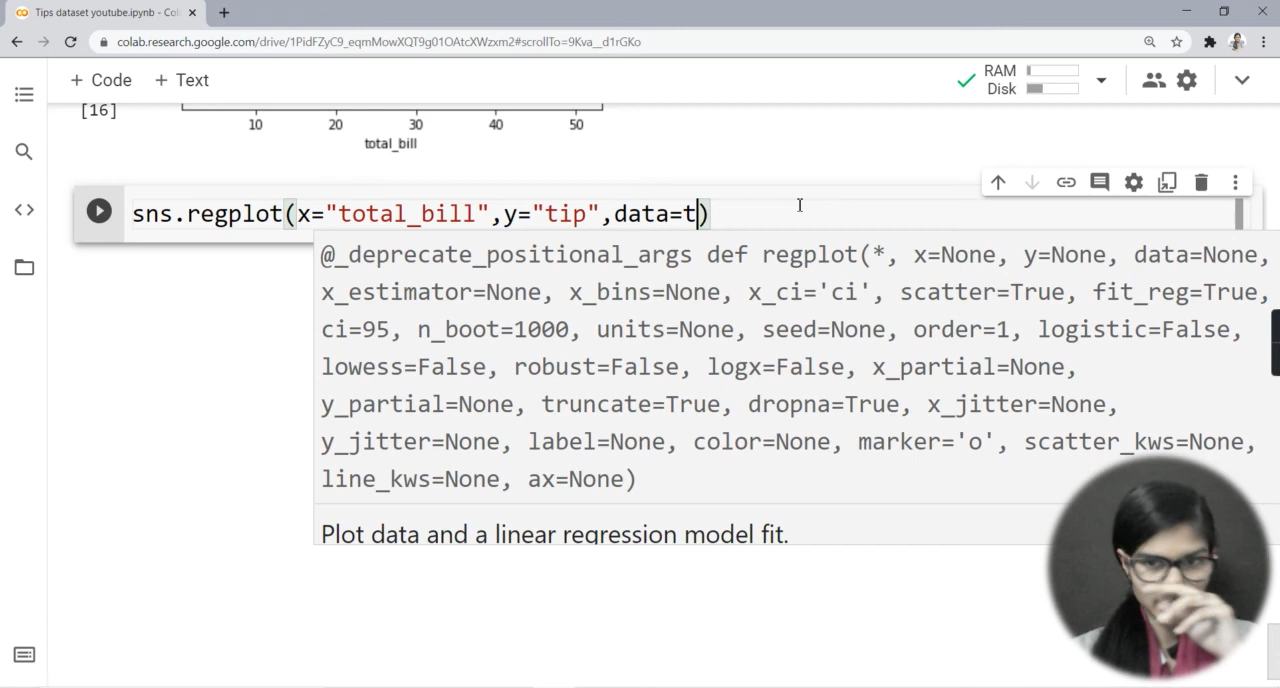 Tips dataset youtube.ipynb - Col
colab.research.google.com/drive/1PidFZyC9_eqmMowXQT9g01OAtcXWzxm2#scrollTo=9Kva__d1rGKo
+ Code + Text
RAM
Disk
[16]
10 20 30 40 50
total_bill
sns.regplot(x="total_bill",y="tip",data=t)
@_deprecate_positional_args def regplot(*, x=None, y=None, data=None,
x_estimator=None, x_bins=None, x_ci='ci', scatter=True, fit_reg=True,
ci=95, n_boot=1000, units=None, seed=None, order=1, logistic=False,
lowess=False, robust=False, logx=False, x_partial=None,
y_partial=None, truncate=True, dropna=True, x_jitter=None,
y_jitter=None, label=None, color=None, marker='o', scatter_kws=None,
line_kws=None, ax=None)
Plot data and a linear regression model fit.